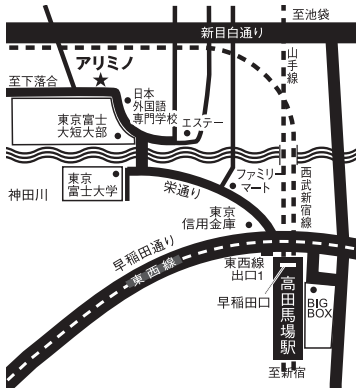 至池袋
新目白通り
山手線
アリミノ
至下落合
日本
外国語
専門学校
エステー
東京富士
大短大部
東京
富士大学
神田川
栄通り
ファミリー
マート
西武新宿線
東京
信用金庫
早稲田通り
東西線
東西線
出口1
早稲田口
高田馬場駅
BIG
BOX
至新宿